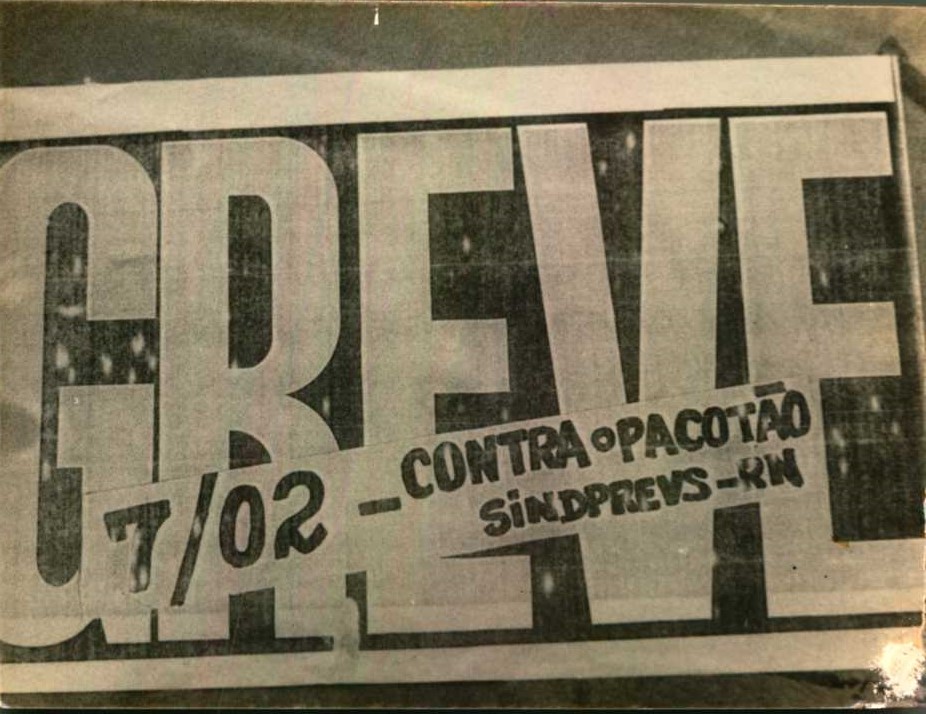 GREVE
7/02 - CONTRA o PACOTÃO
SiNDPREVS-RN